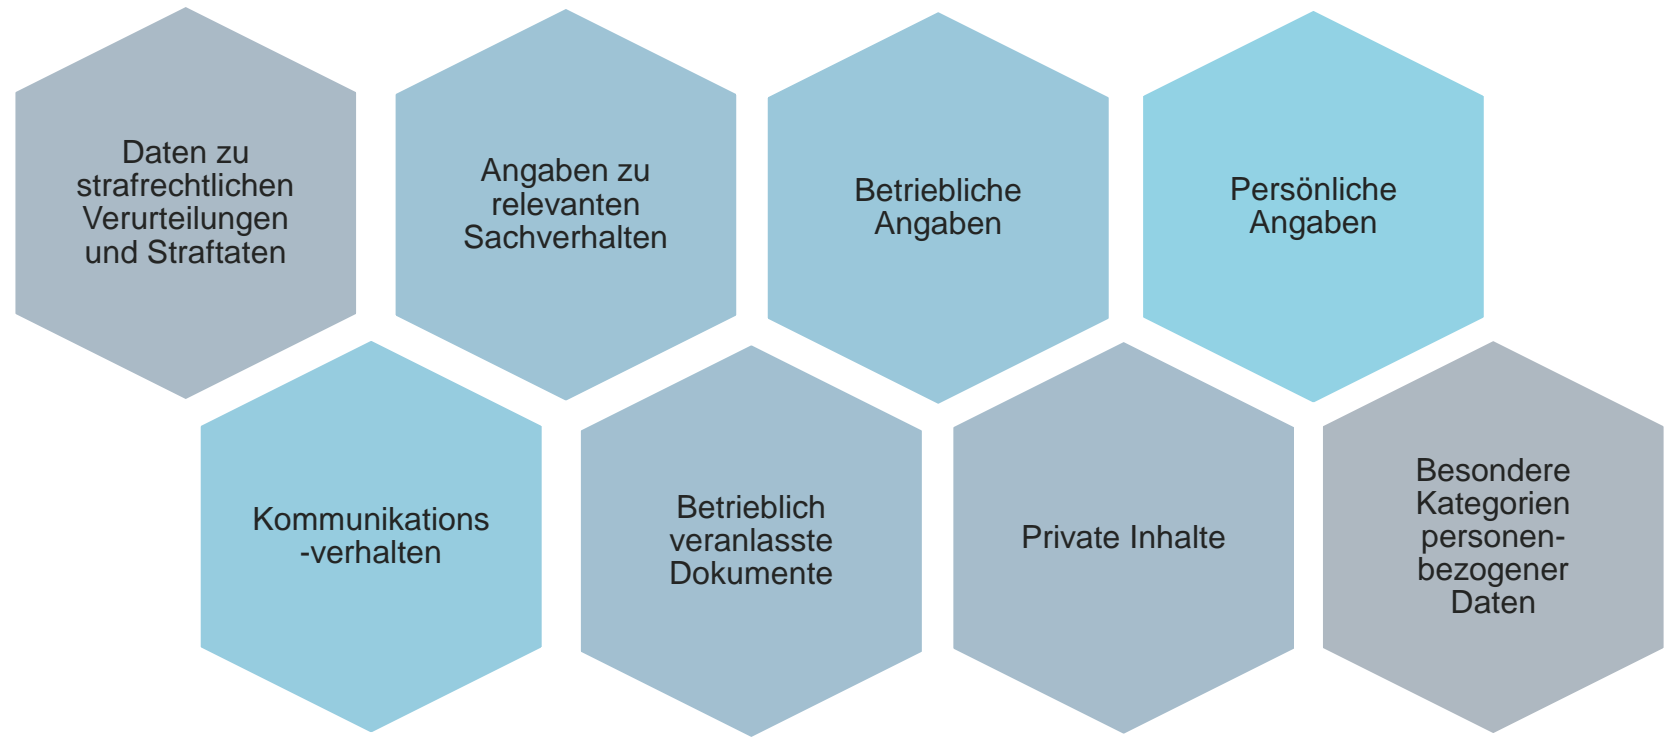 Daten zu
strafrechtlichen
Verurteilungen
und Straftaten
Angaben zu
relevanten
Sachverhalten
Betriebliche
Angaben
Persönliche
Angaben
Kommunikations
-verhalten
Betrieblich
veranlasste
Dokumente
Private Inhalte
Besondere
Kategorien
personen-
bezogener
Daten